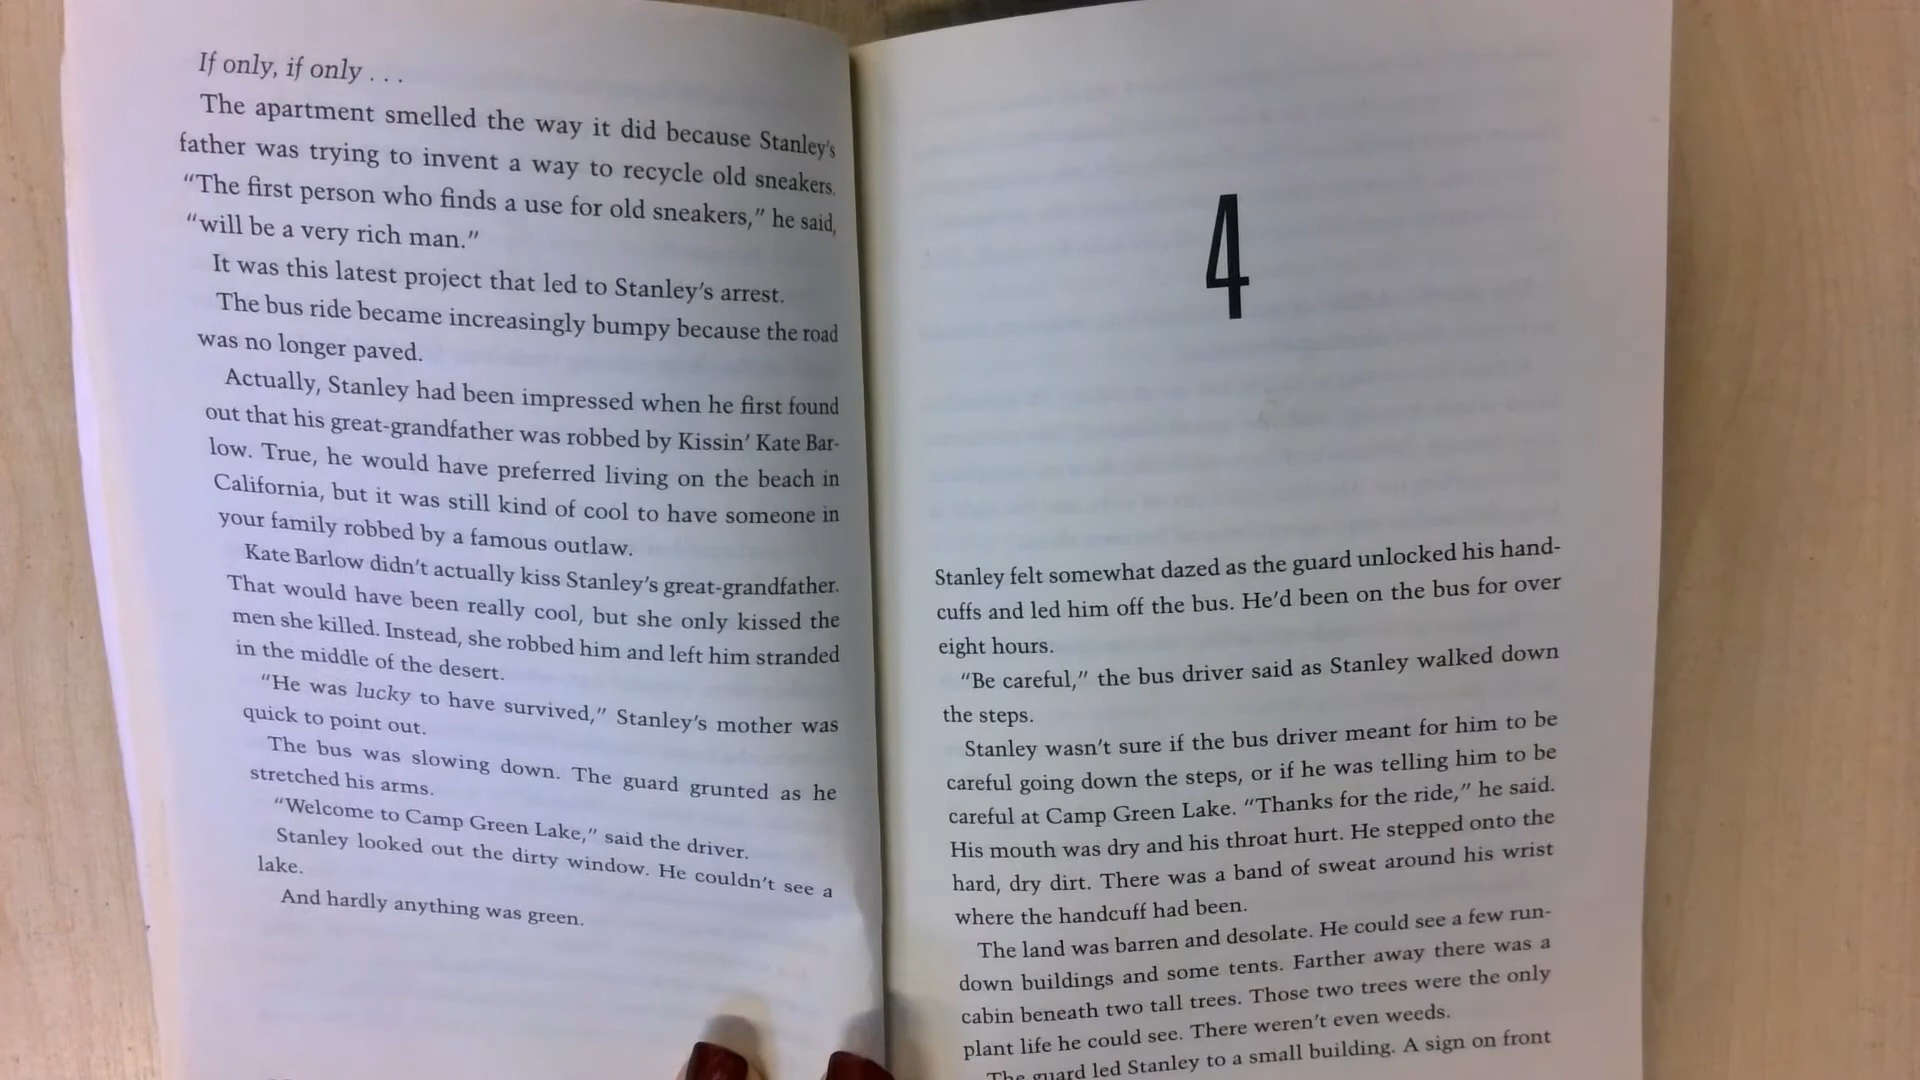 If only, if only . . .
The apartment smelled the way it did because Stanley's
father was trying to invent a way to recycle old sneakers.
“The first person who finds a use for old sneakers,” he said,
“will be a very rich man.”
It was this latest project that led to Stanley's arrest.
The bus ride became increasingly bumpy because the road
was no longer paved.
Actually, Stanley had been impressed when he first found
out that his great-grandfather was robbed by Kissin' Kate Bar-
low. True, he would have preferred living on the beach in
California, but it was still kind of cool to have someone in
your family robbed by a famous outlaw.
Kate Barlow didn't actually kiss Stanley's great-grandfather.
That would have been really cool, but she only kissed the
men she killed. Instead, she robbed him and left him stranded
in the middle of the desert.
“He was lucky to have survived,” Stanley's mother was
quick to point out.
The bus was slowing down. The guard grunted as he
stretched his arms.
“Welcome to Camp Green Lake,” said the driver.
Stanley looked out the dirty window. He couldn't see a
lake.
And hardly anything was green.
4
Stanley felt somewhat dazed as the guard unlocked his hand-
cuffs and led him off the bus. He'd been on the bus for over
eight hours.
“Be careful,” the bus driver said as Stanley walked down
the steps.
Stanley wasn't sure if the bus driver meant for him to be
careful going down the steps, or if he was telling him to be
careful at Camp Green Lake. “Thanks for the ride,” he said.
His mouth was dry and his throat hurt. He stepped onto the
hard, dry dirt. There was a band of sweat around his wrist
where the handcuff had been.
The land was barren and desolate. He could see a few run-
down buildings and some tents. Farther away there was a
cabin beneath two tall trees. Those two trees were the only
plant life he could see. There weren't even weeds.
The guard led Stanley to a small building. A sign on front